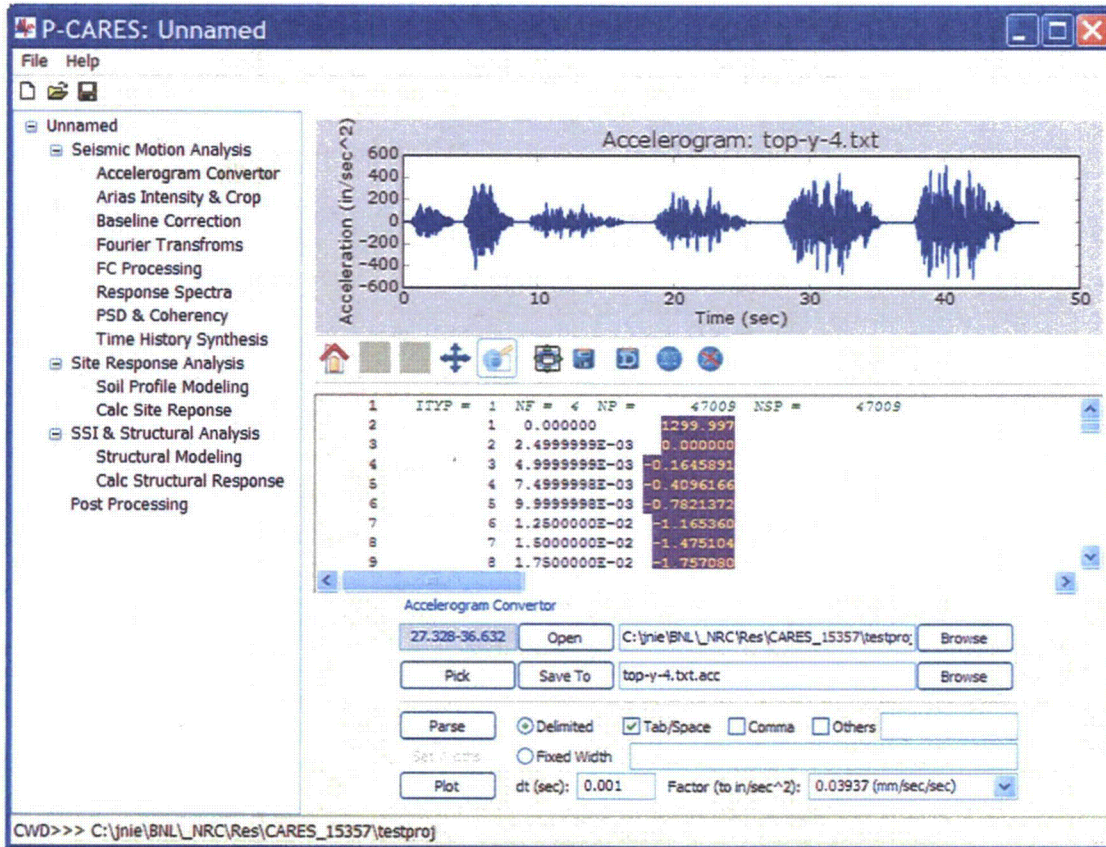 P-CARES: Unnamed
File Help
Unnamed
Seismic Motion Analysis
Accelerogram Convertor
Arias Intensity & Crop
Baseline Correction
Fourier Transfroms
FC Processing
Response Spectra
PSD & Coherency
Time History Synthesis
Site Response Analysis
Soil Profile Modeling
Calc Site Reponse
SSI & Structural Analysis
Structural Modeling
Calc Structural Response
Post Processing
Accelerogram: top-y-4.txt
Acceleration (in/sec^2)
600
400
200
0
-200
-400
-600
0 10 20 30 40 50
Time (sec)
1 ITYP = 1 NF = 4 NP = 47009 NSP = 47009
2 1 0.000000 1299.997
3 2 2.4999999E-03 0.000000
4 3 4.9999999E-03 -0.1645891
5 4 7.4999998E-03 -0.4096166
6 5 9.9999998E-03 -0.7821372
7 6 1.2500000E-02 -1.165360
8 7 1.5000000E-02 -1.475104
9 8 1.7500000E-02 -1.757080
Accelerogram Convertor
27.328-36.632 Open C:\jnie\BNL\_NRC\Res\CARES_15357\testproj Browse
Pick Save To top-y-4.txt.acc Browse
Parse Delimited Tab/Space Comma Others
Fixed Width
Plot dt (sec): 0.001 Factor (to in/sec^2): 0.03937 (mm/sec/sec)
CWD>>> C:\jnie\BNL\_NRC\Res\CARES_15357\testproj